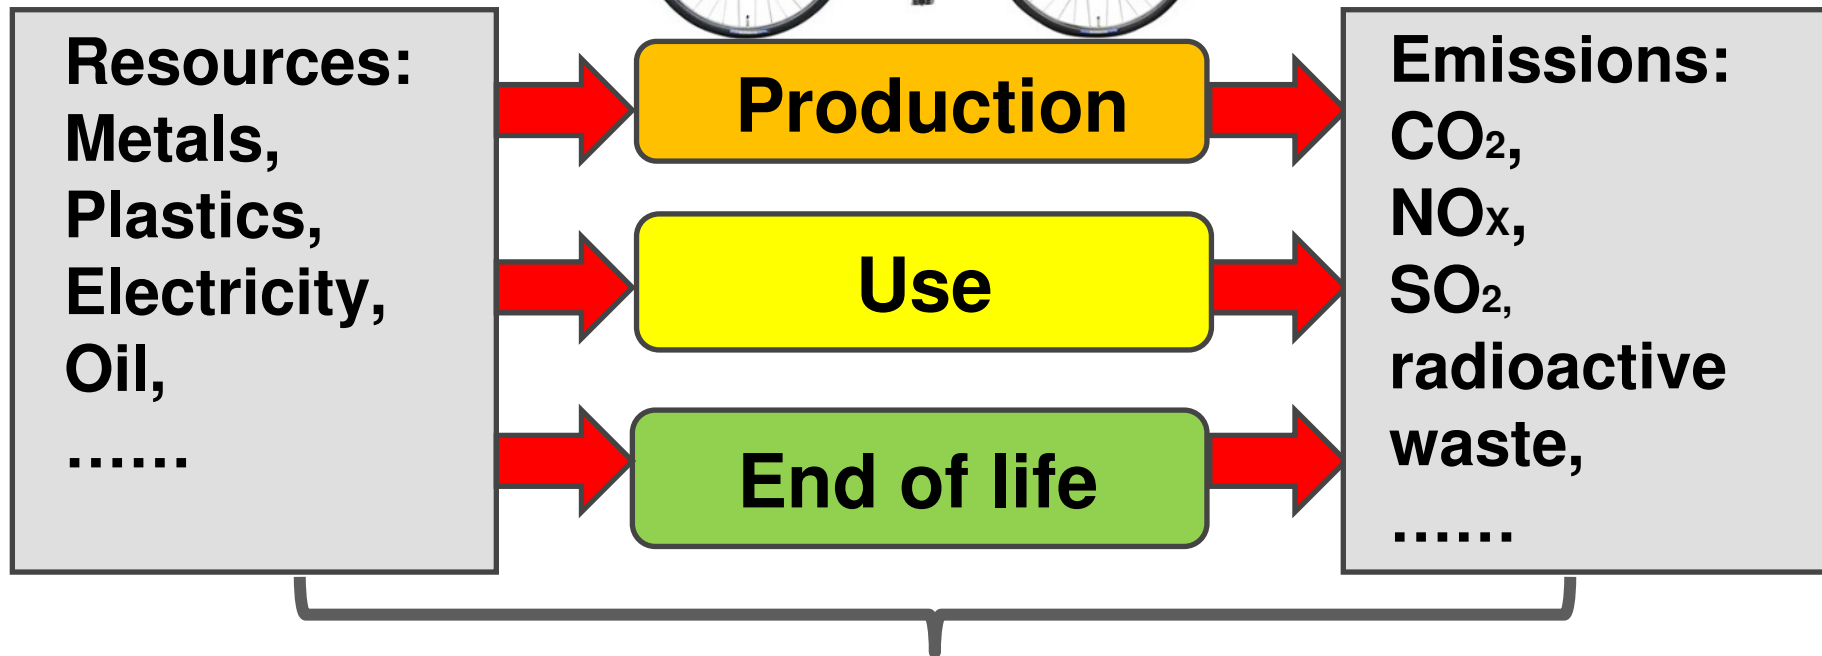 Resources:
Metals,
Plastics,
Electricity,
Oil,
......
Production
Use
End of life
Emissions:
CO₂,
NOx,
SO₂,
radioactive
waste,
......